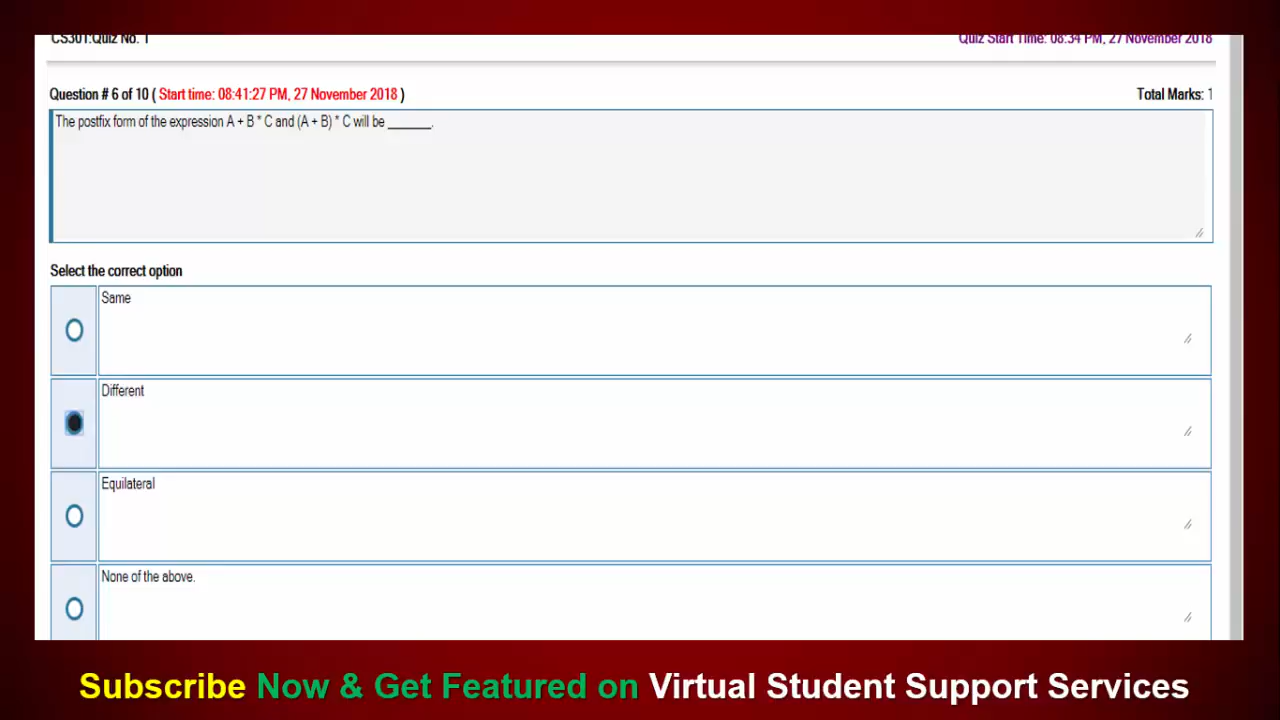 CS301:Quiz No. 1
Quiz Start Time: 08:34 PM, 27 November 2018
Question # 6 of 10 ( Start time: 08:41:27 PM, 27 November 2018 )
Total Marks: 1
The postfix form of the expression A + B * C and (A + B) * C will be _______.
Select the correct option
Same
Different
Equilateral
None of the above.
Subscribe Now & Get Featured on Virtual Student Support Services